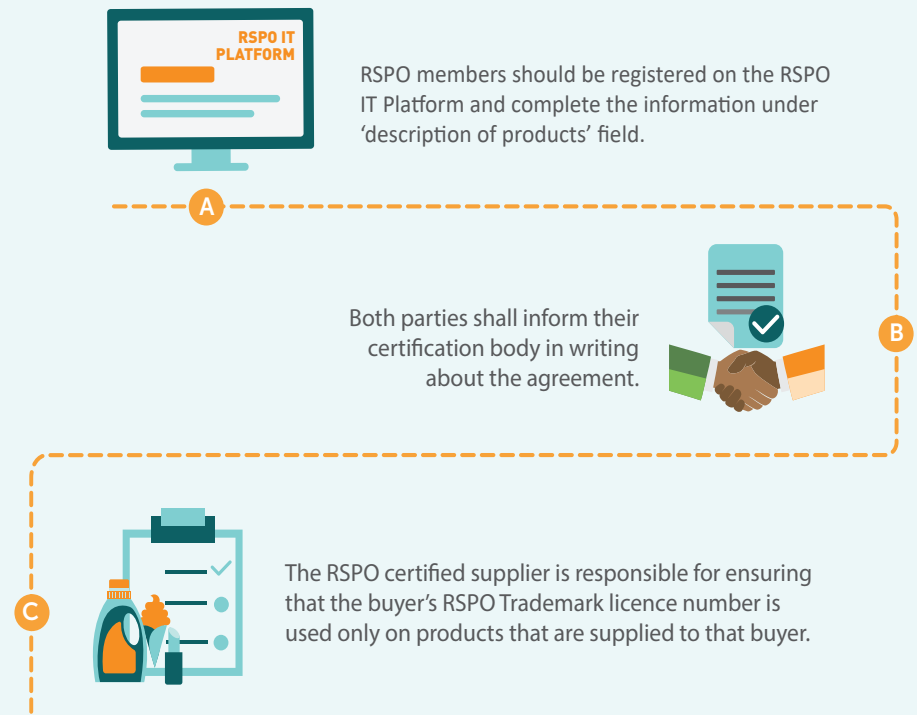 RSPO IT
PLATFORM
RSPO members should be registered on the RSPO
IT Platform and complete the information under
‘description of products’ field.
A
Both parties shall inform their
certification body in writing
about the agreement.
B
The RSPO certified supplier is responsible for ensuring
that the buyer’s RSPO Trademark licence number is
used only on products that are supplied to that buyer.
C